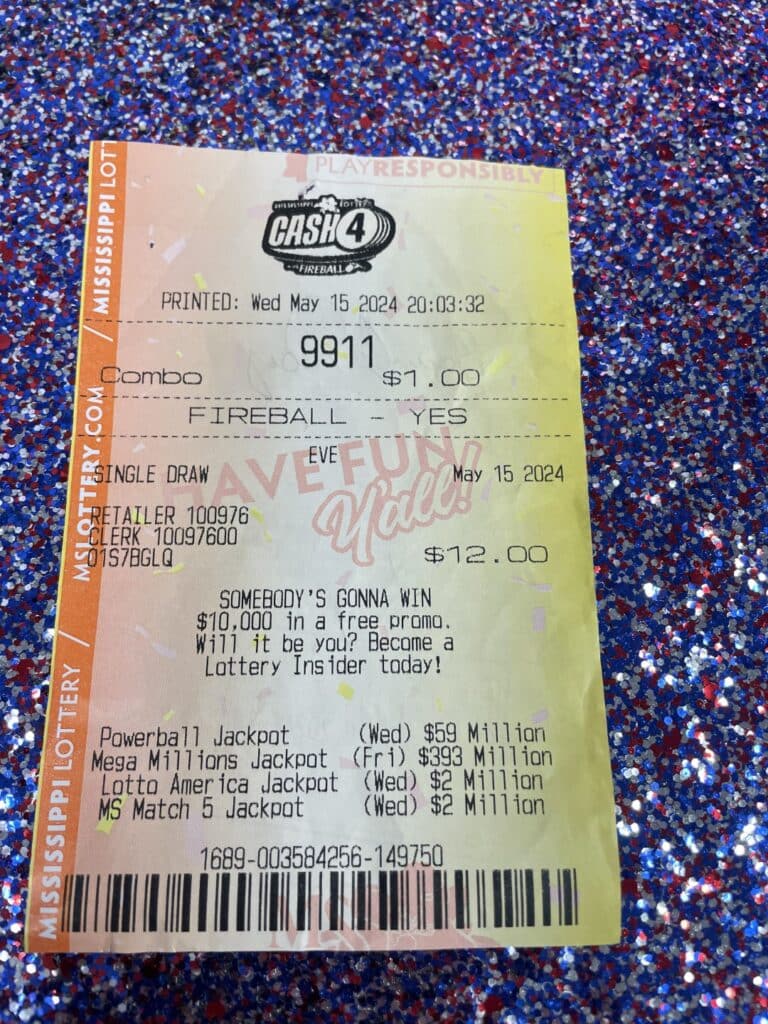 PLAYRESPONSIBLY
MISSISSIPPI LOTTERY
CASH 4
FIREBALL
PRINTED: Wed May 15 2024 20:03:32
9911
Combo $1.00
FIREBALL - YES
EVE
SINGLE DRAW May 15 2024
HAVE FUN
Y'all!
RETAILER 100976
CLERK 10097600
01S7BGLQ $12.00
SOMEBODY'S GONNA WIN
$10,000 in a free promo.
Will it be you? Become a
Lottery Insider today!
Powerball Jackpot (Wed) $59 Million
Mega Millions Jackpot (Fri) $393 Million
Lotto America Jackpot (Wed) $2 Million
MS Match 5 Jackpot (Wed) $2 Million
1689-003584256-149750
MISSISSIPPI LOTTERY / MSLOTTERY.COM / MISSISSIPPI LOT